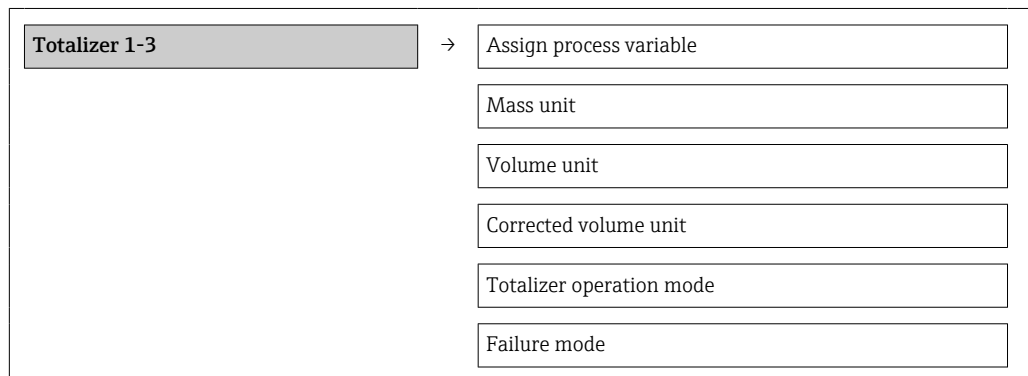 Totalizer 1-3 → Assign process variable
Mass unit
Volume unit
Corrected volume unit
Totalizer operation mode
Failure mode